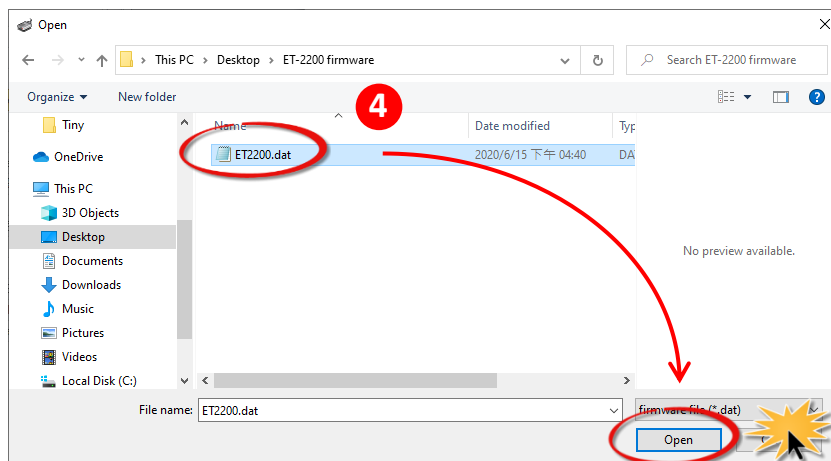 Open
This PC > Desktop > ET-2200 firmware
Search ET-2200 firmware
Organize
New folder
?
4
Name
Date modified
Typ
Tiny
OneDrive
This PC
3D Objects
Desktop
Documents
Downloads
Music
Pictures
Videos
Local Disk (C:)
ET2200.dat
2020/6/15 下午 04:40
DA
No preview available.
File name:
ET2200.dat
firmware file (*.dat)
Open